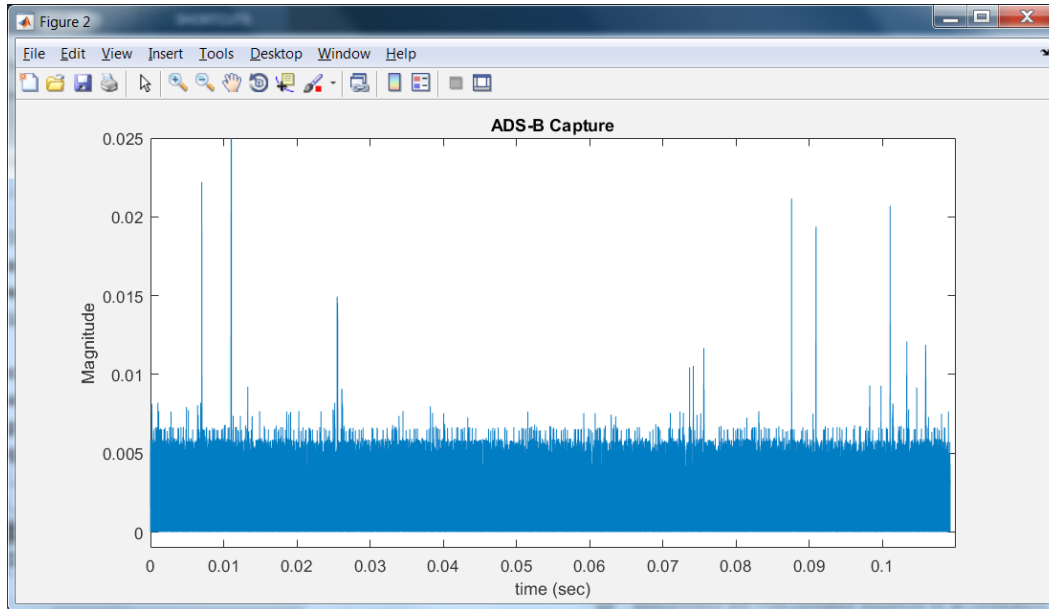 Figure 2
File Edit View Insert Tools Desktop Window Help
ADS-B Capture
0.025
0.02
0.015
0.01
0.005
0
Magnitude
0 0.01 0.02 0.03 0.04 0.05 0.06 0.07 0.08 0.09 0.1
time (sec)